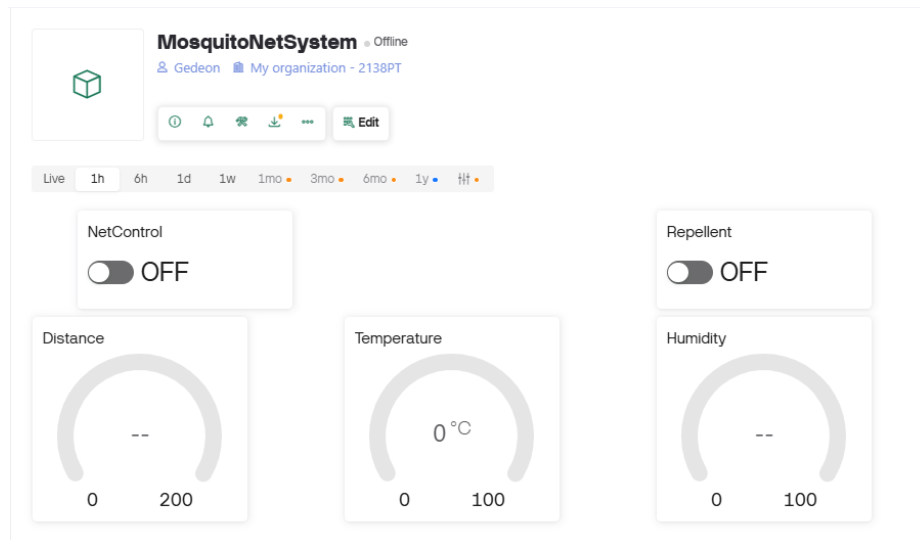 MosquitoNetSystem Offline
Gedeon My organization - 2138PT
Edit
Live 1h 6h 1d 1w 1mo 3mo 6mo 1y
NetControl Repellent
OFF OFF
Distance Temperature Humidity
-- 0 °C --
0 200 0 100 0 100